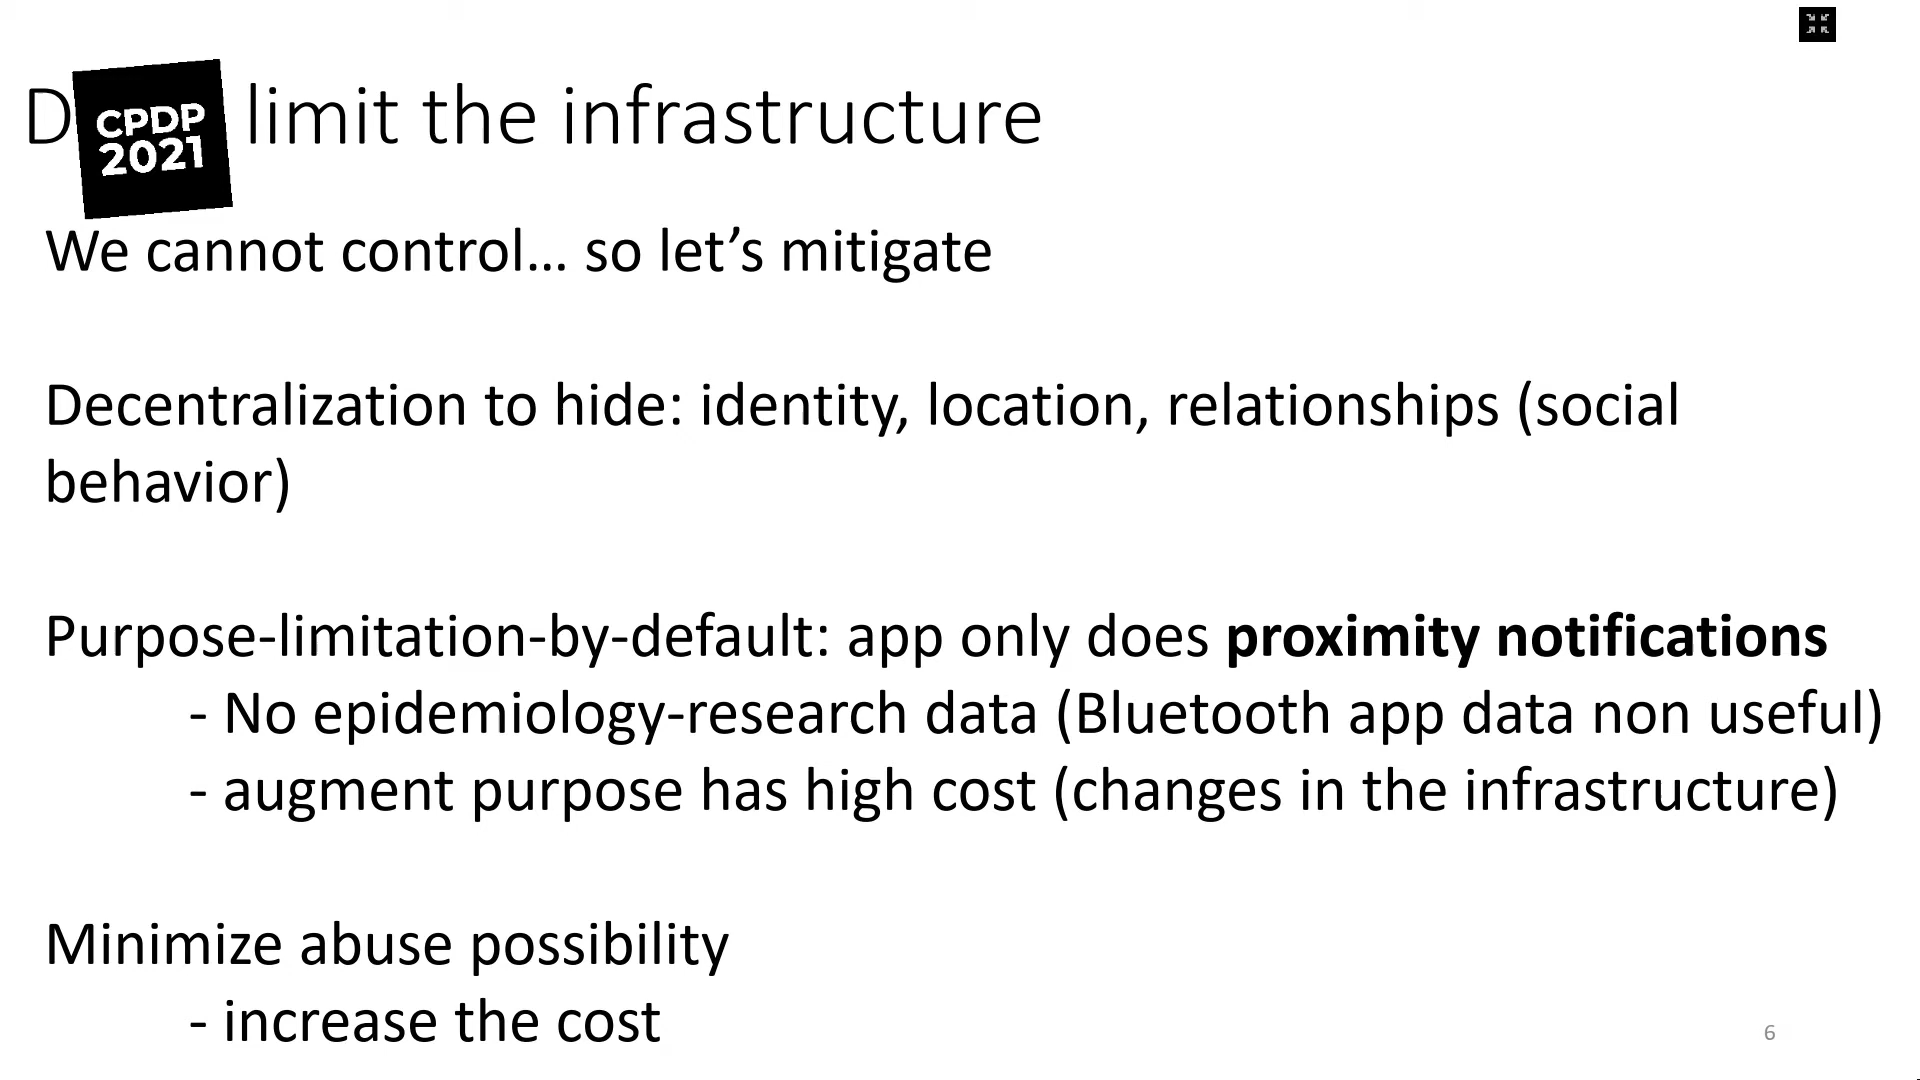 limit the infrastructure
CPDP
2021
We cannot control... so let’s mitigate
Decentralization to hide: identity, location, relationships (social
behavior)
Purpose-limitation-by-default: app only does proximity notifications
- No epidemiology-research data (Bluetooth app data non useful)
- augment purpose has high cost (changes in the infrastructure)
Minimize abuse possibility
- increase the cost
6